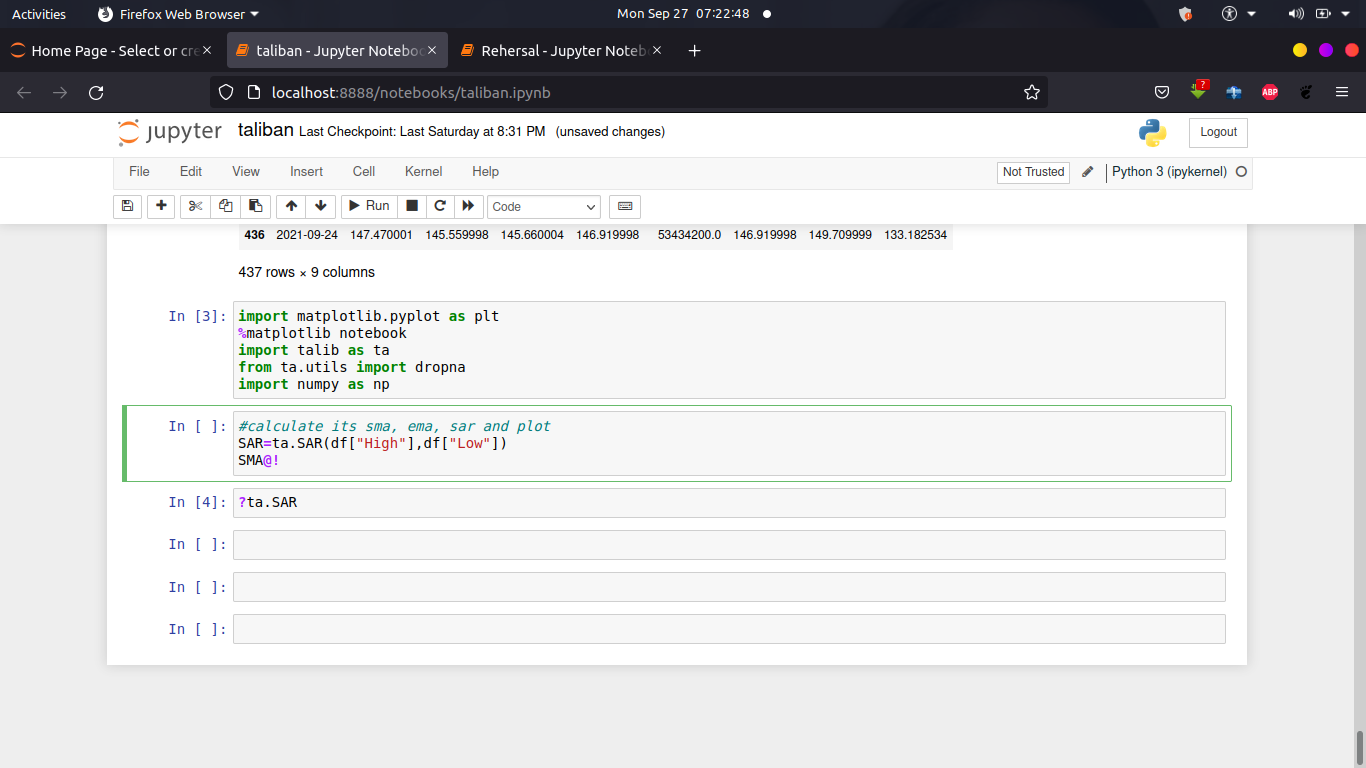 Activities Firefox Web Browser Mon Sep 27 07:22:48
Home Page - Select or cre taliban - Jupyter Noteboo Rehersal - Jupyter Noteb
localhost:8888/notebooks/taliban.ipynb ? ABP
jupyter taliban Last Checkpoint: Last Saturday at 8:31 PM (unsaved changes) Logout
File Edit View Insert Cell Kernel Help Not Trusted Python 3 (ipykernel)
Run Code
436 2021-09-24 147.470001 145.559998 145.660004 146.919998 53434200.0 146.919998 149.709999 133.182534
437 rows × 9 columns
In [3]: import matplotlib.pyplot as plt
%matplotlib notebook
import talib as ta
from ta.utils import dropna
import numpy as np
In [ ]: #calculate its sma, ema, sar and plot
SAR=ta.SAR(df["High"],df["Low"])
SMA@!
In [4]: ?ta.SAR
In [ ]:
In [ ]:
In [ ]: